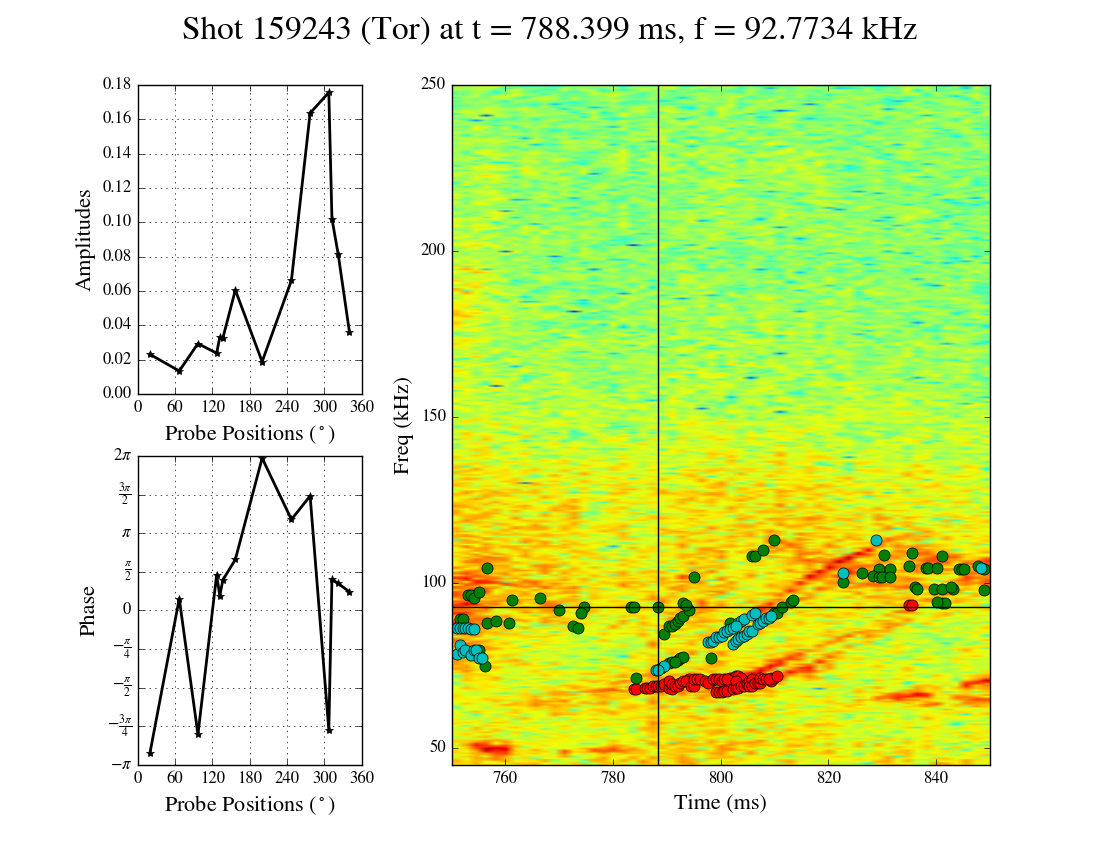 Shot 159243 (Tor) at t = 788.399 ms, f = 92.7734 kHz
0.18
0.16
0.14
0.12
0.10
0.08
0.06
0.04
0.02
0.00
Amplitudes
0 60 120 180 240 300 360
Probe Positions (°)
2π
3π/2
π
π/2
0
−π/4
−π/2
−3π/4
−π
Phase
0 60 120 180 240 300 360
Probe Positions (°)
250
200
150
100
50
Freq (kHz)
760 780 800 820 840
Time (ms)